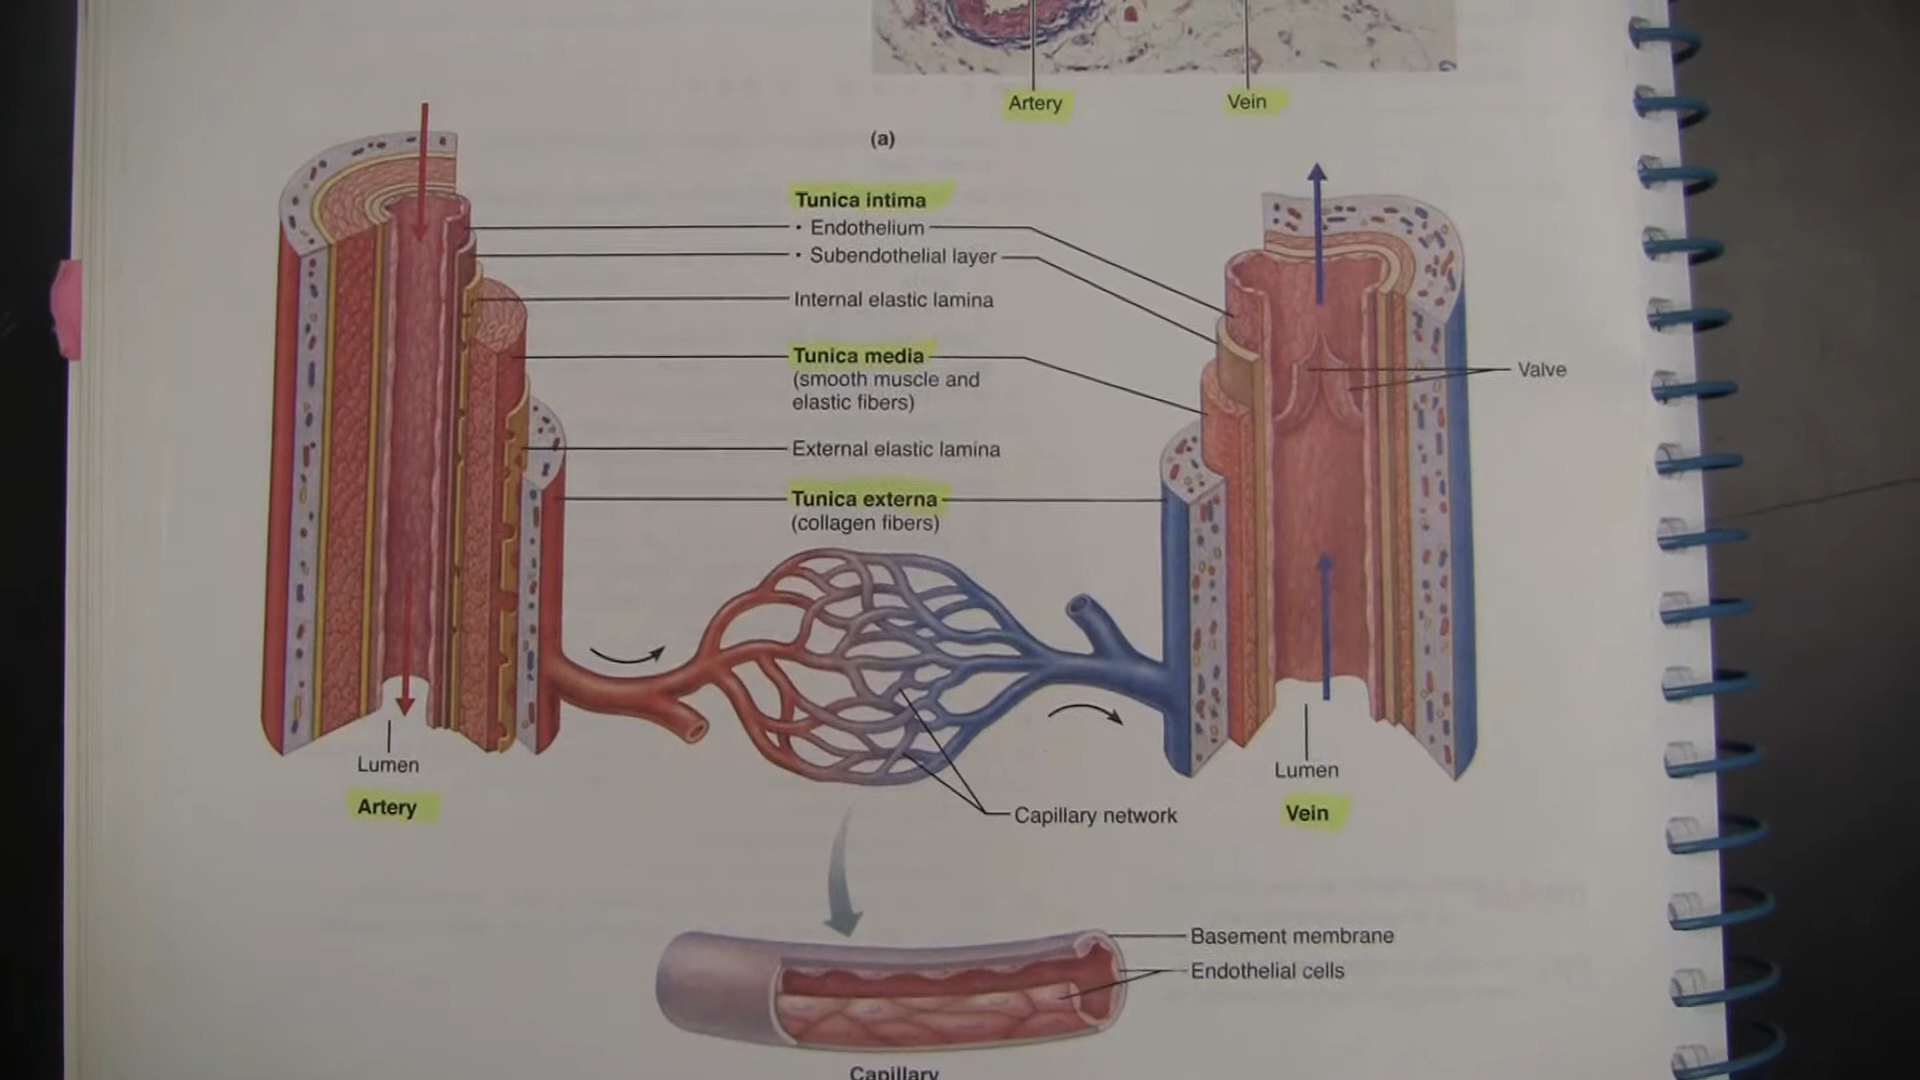 Artery
Vein
(a)
Tunica intima
• Endothelium
• Subendothelial layer
Internal elastic lamina
Tunica media
(smooth muscle and
elastic fibers)
Valve
External elastic lamina
Tunica externa
(collagen fibers)
Lumen
Artery
Lumen
Vein
Capillary network
Basement membrane
Endothelial cells
Capillary